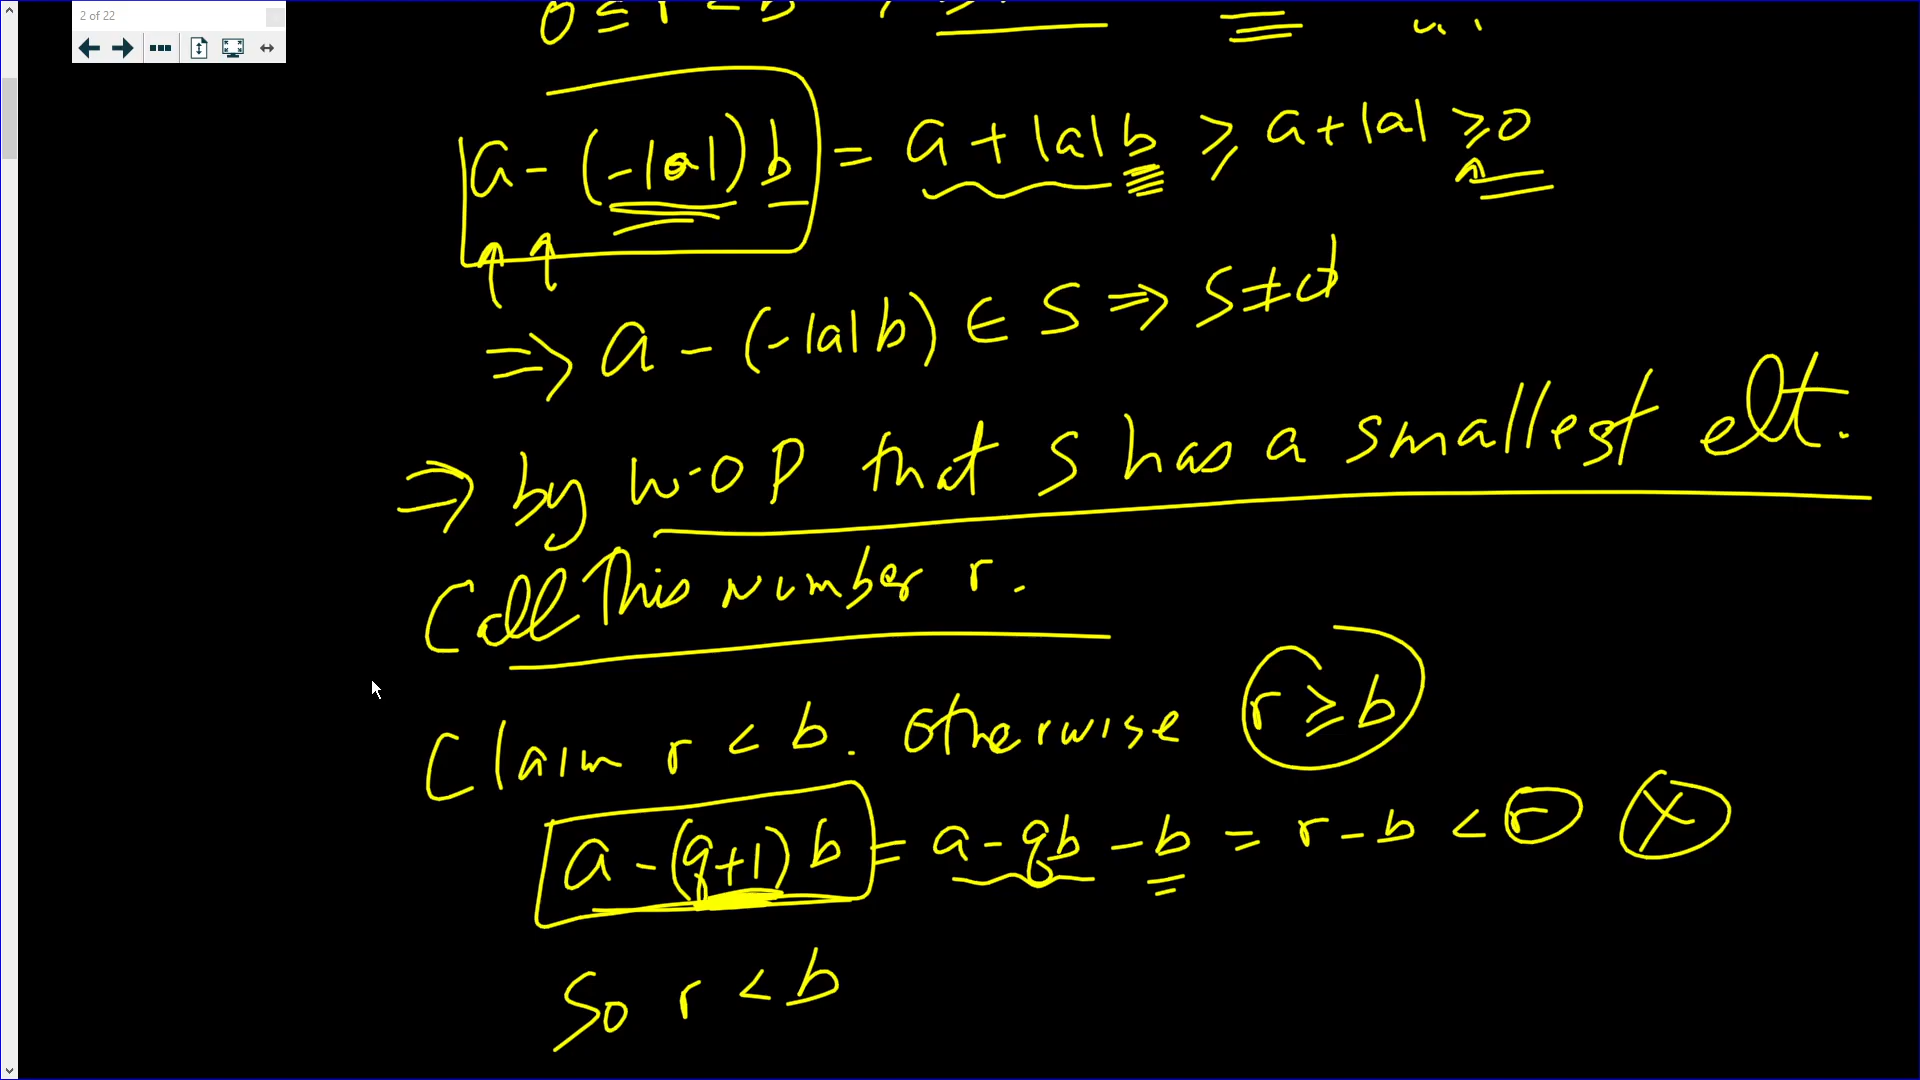 2 of 22
0 ≤ r < b
a - (-|a|) b = a + |a| b ≥ a + |a| ≥ 0
⇒ a - (-|a| b) ∈ S ⇒ S ≠ ϕ
⇒ by W.O P that S has a smallest elt.
Call This Number r.
Claim r < b. Otherwise r ≥ b
a - (q+1) b = a - qb - b = r - b < r X
So r < b